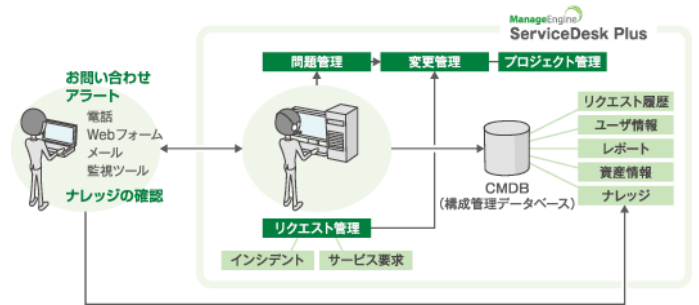 ManageEngine
ServiceDesk Plus
問題管理
変更管理
プロジェクト管理
お問い合わせ
アラート
電話
Webフォーム
メール
監視ツール
ナレッジの確認
リクエスト履歴
ユーザ情報
レポート
資産情報
ナレッジ
CMDB
（構成管理データベース）
リクエスト管理
インシデント
サービス要求